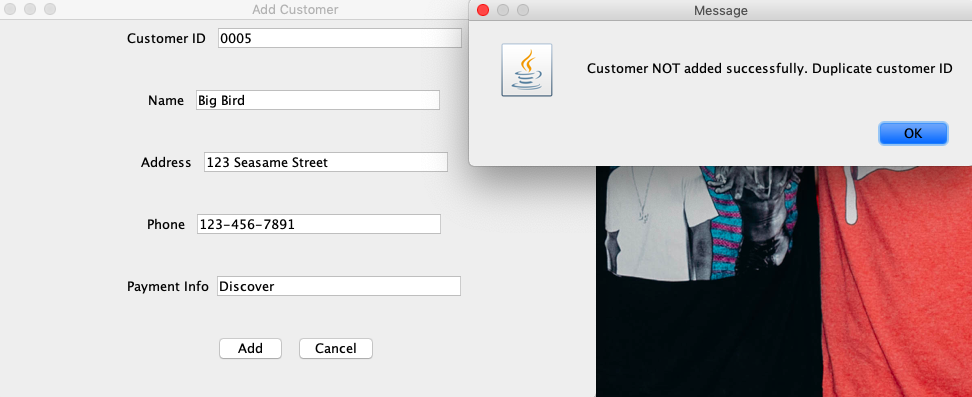 Add Customer
Customer ID 0005
Name Big Bird
Address 123 Seasame Street
Phone 123-456-7891
Payment Info Discover
Add Cancel
Message
Customer NOT added successfully. Duplicate customer ID
OK